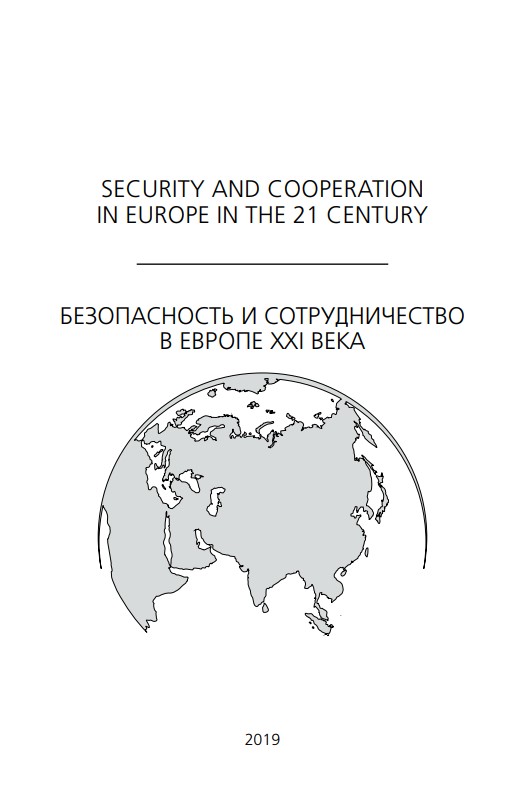 SECURITY AND COOPERATION
IN EUROPE IN THE 21 CENTURY
БЕЗОПАСНОСТЬ И СОТРУДНИЧЕСТВО
В ЕВРОПЕ XXI ВЕКА
2019